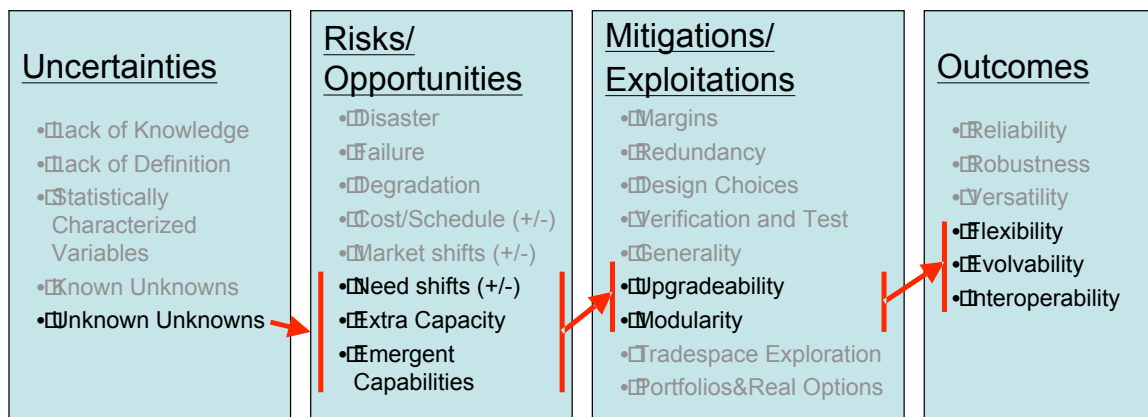 Uncertainties
• Lack of Knowledge
• Lack of Definition
• Statistically
Characterized
Variables
• Known Unknowns
• Unknown Unknowns
Risks/
Opportunities
• Disaster
• Failure
• Degradation
• Cost/Schedule (+/-)
• Market shifts (+/-)
• Need shifts (+/-)
• Extra Capacity
• Emergent
Capabilities
Mitigations/
Exploitations
• Margins
• Redundancy
• Design Choices
• Verification and Test
• Generality
• Upgradeability
• Modularity
• Tradespace Exploration
• Portfolios&Real Options
Outcomes
• Reliability
• Robustness
• Versatility
• Flexibility
• Evolvability
• Interoperability